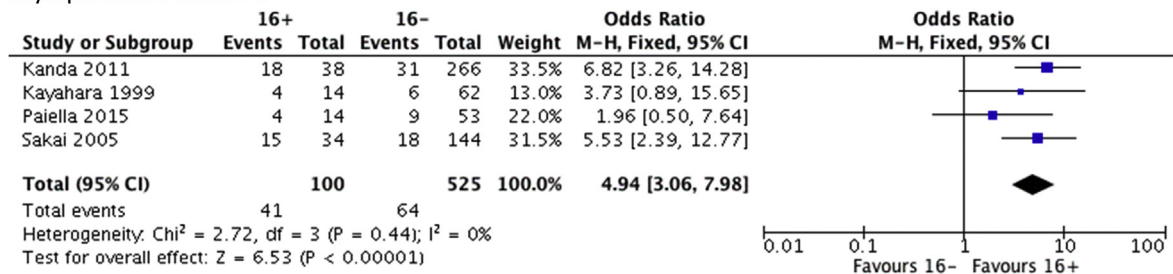 16+ 16- Odds Ratio Odds Ratio
Study or Subgroup Events Total Events Total Weight M-H, Fixed, 95% CI M-H, Fixed, 95% CI
Kanda 2011 18 38 31 266 33.5% 6.82 [3.26, 14.28]
Kayahara 1999 4 14 6 62 13.0% 3.73 [0.89, 15.65]
Paiella 2015 4 14 9 53 22.0% 1.96 [0.50, 7.64]
Sakai 2005 15 34 18 144 31.5% 5.53 [2.39, 12.77]
Total (95% CI) 100 525 100.0% 4.94 [3.06, 7.98]
Total events 41 64
Heterogeneity: Chi² = 2.72, df = 3 (P = 0.44); I² = 0%
Test for overall effect: Z = 6.53 (P < 0.00001)
0.01 0.1 1 10 100
Favours 16- Favours 16+